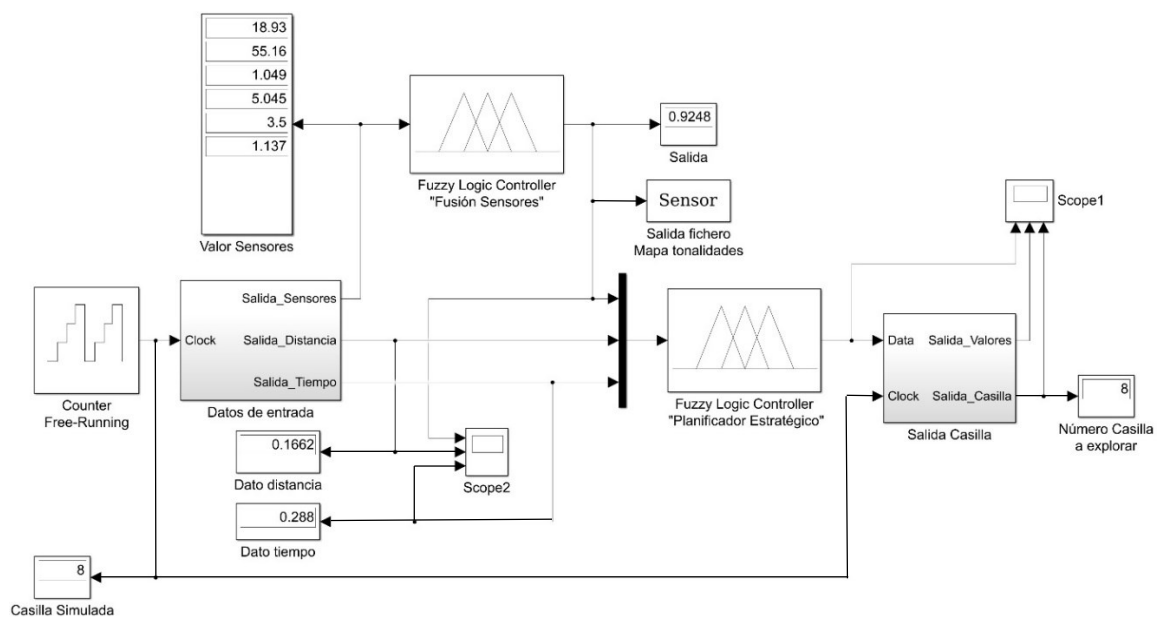 18.93
55.16
1.049
5.045
3.5
1.137
Valor Sensores
Fuzzy Logic Controller
"Fusión Sensores"
0.9248
Salida
Sensor
Salida fichero
Mapa tonalidades
Scope1
Counter
Free-Running
Clock
Salida_Sensores
Salida_Distancia
Salida_Tiempo
Datos de entrada
Fuzzy Logic Controller
"Planificador Estratégico"
Data
Clock
Salida_Valores
Salida_Casilla
Salida Casilla
8
Número Casilla
a explorar
0.1662
Dato distancia
Scope2
0.288
Dato tiempo
8
Casilla Simulada